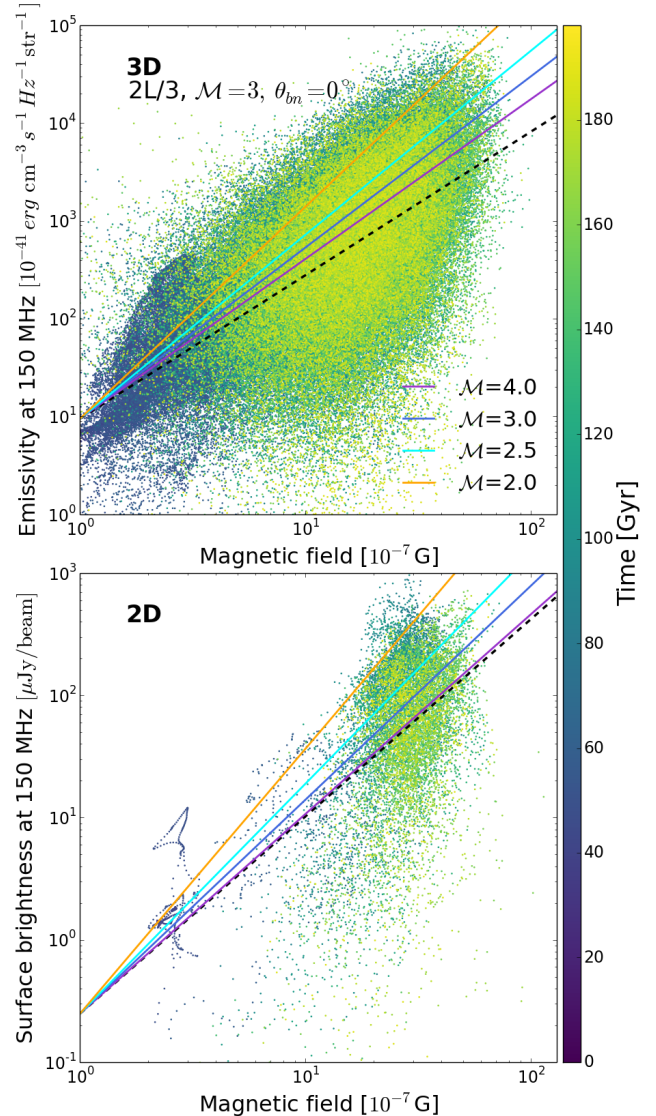 10^5
10^4
10^3
10^2
10^1
10^0
Emissivity at 150 MHz [10^{-41} erg cm^{-3} s^{-1} Hz^{-1} str^{-1}]
3D
2L/3, ℳ=3, θ_{bn}=0°
ℳ=4.0
ℳ=3.0
ℳ=2.5
ℳ=2.0
10^0
10^1
10^2
Magnetic field [10^{-7} G]
10^3
10^2
10^1
10^0
10^{-1}
Surface brightness at 150 MHz [μJy/beam]
2D
10^0
10^1
10^2
Magnetic field [10^{-7} G]
180
160
140
120
100
80
60
40
20
0
Time [Gyr]